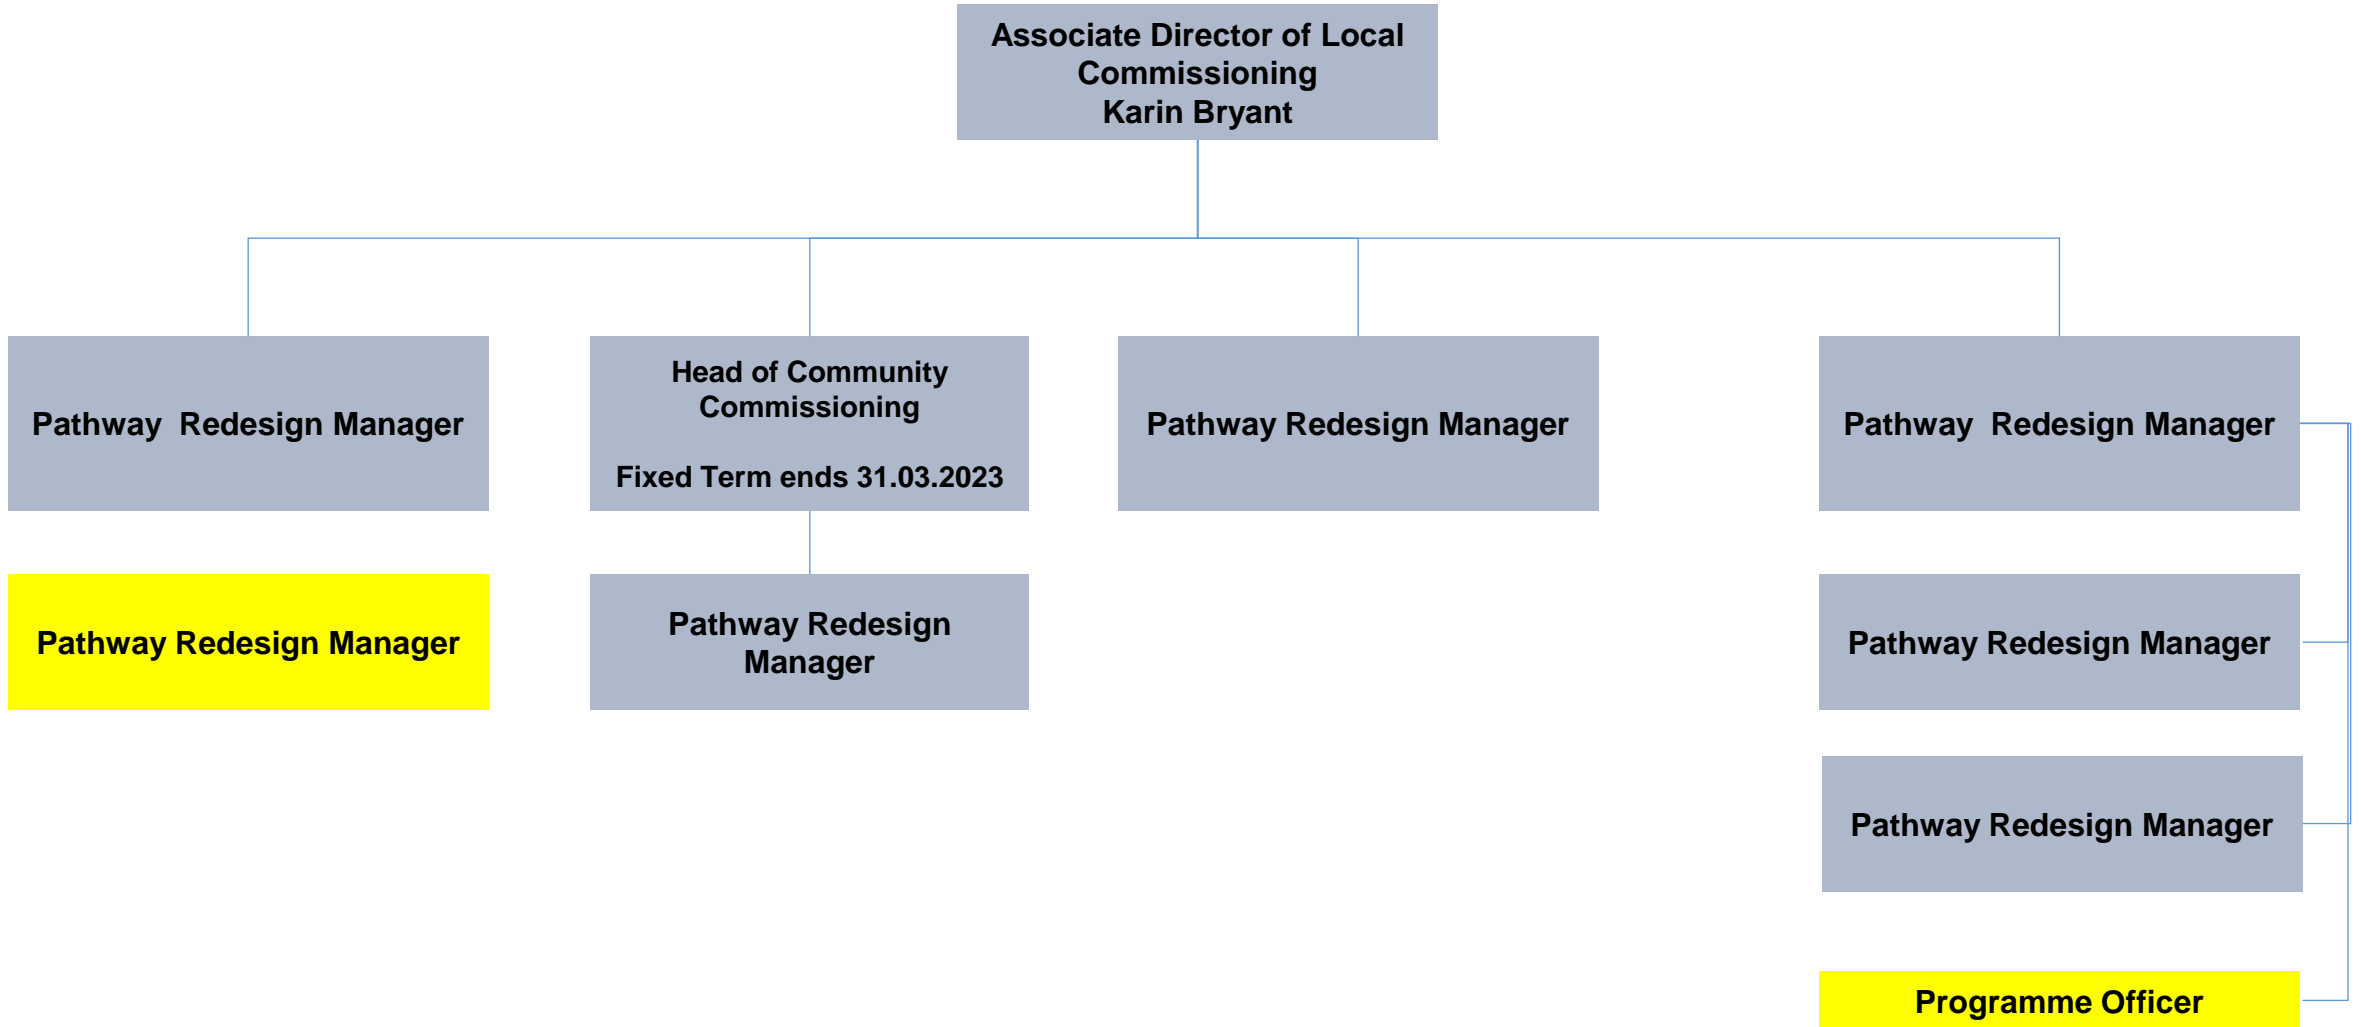 Associate Director of Local
Commissioning
Karin Bryant
Pathway  Redesign Manager
Head of Community
Commissioning
Fixed Term ends 31.03.2023
Pathway Redesign Manager
Pathway  Redesign Manager
Pathway Redesign Manager
Pathway Redesign
Manager
Pathway Redesign Manager
Pathway Redesign Manager
Programme Officer